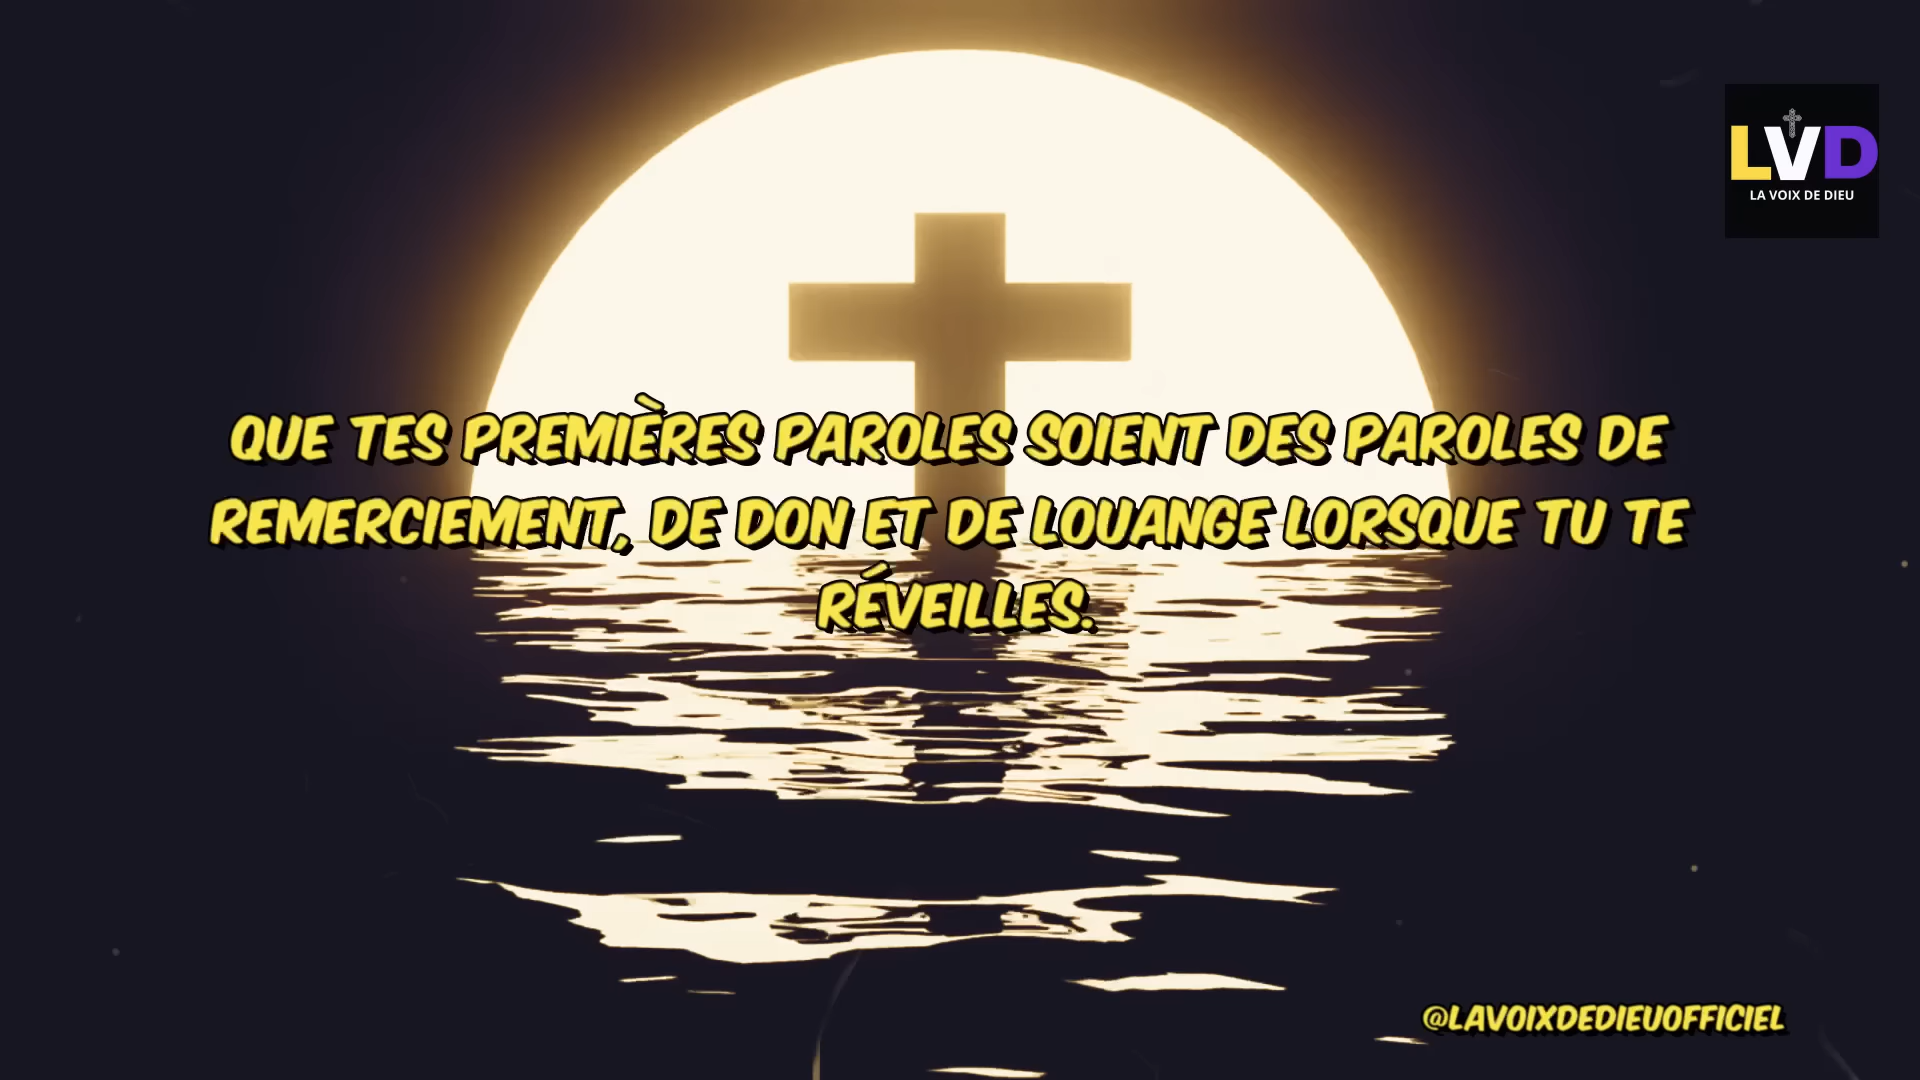 LVD
LA VOIX DE DIEU
QUE TES PREMIÈRES PAROLES SOIENT DES PAROLES DE
REMERCIEMENT, DE DON ET DE LOUANGE LORSQUE TU TE
RÉVEILLES.
@LAVOIXDEDIEUOFFICIEL